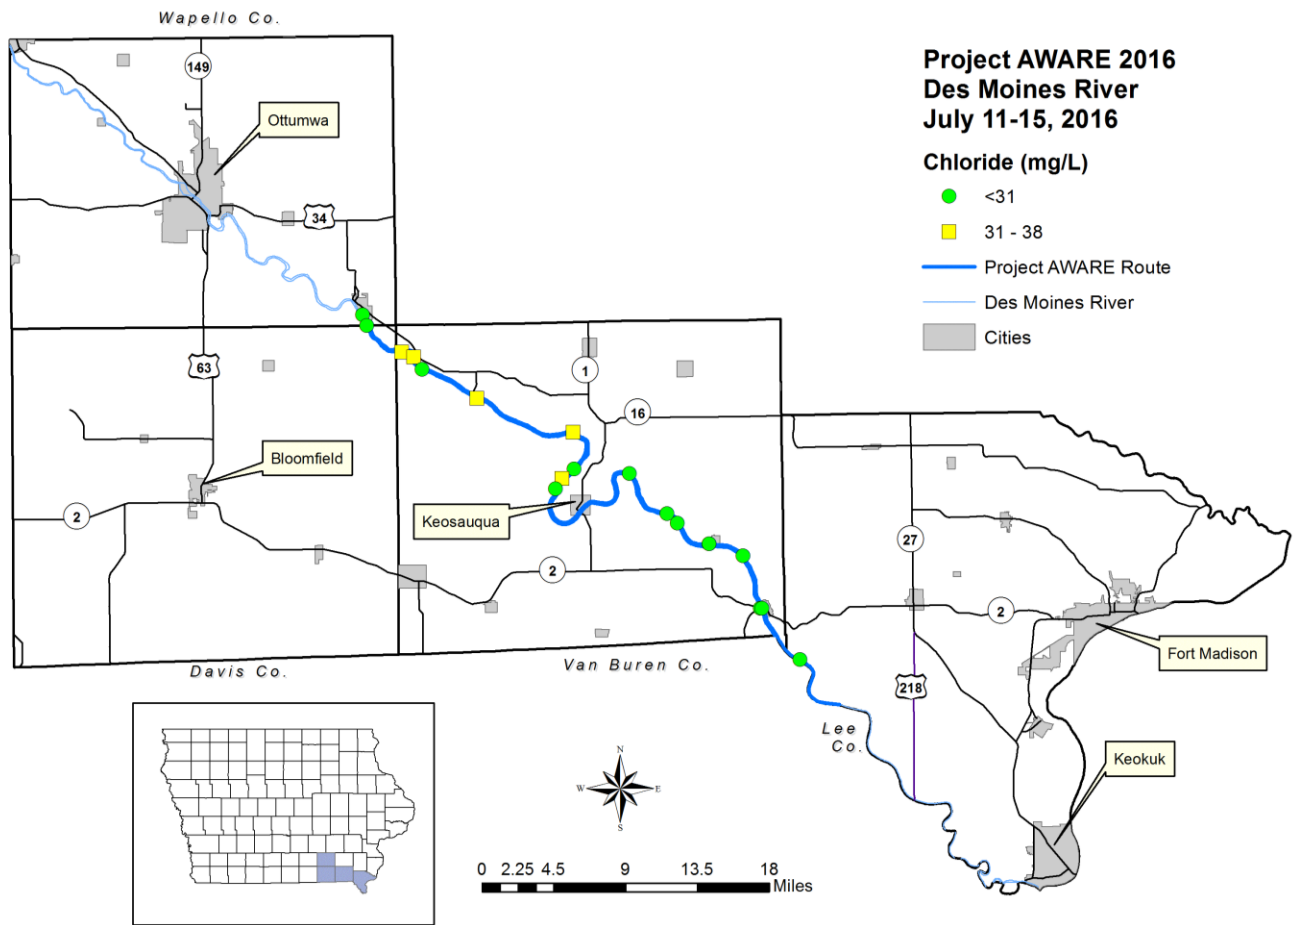 Wapello Co.
Project AWARE 2016
Des Moines River
July 11-15, 2016
149
Ottumwa
Chloride (mg/L)
<31
31 - 38
34
Project AWARE Route
Des Moines River
Cities
63
1
16
Bloomfield
2
Keosauqua
27
2
2
Fort Madison
Davis Co.
Van Buren Co.
218
Lee
Co.
Keokuk
N
W
E
S
0 2.25 4.5 9 13.5 18
Miles